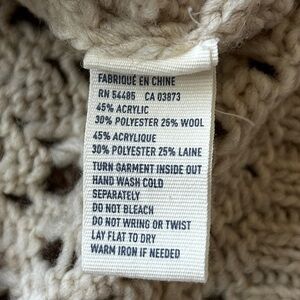 FABRIQUÉ EN CHINE
RN 54485 CA 03873
45% ACRYLIC
30% POLYESTER 25% WOOL
45% ACRYLIQUE
30% POLYESTER 25% LAINE
TURN GARMENT INSIDE OUT
HAND WASH COLD
SEPARATELY
DO NOT BLEACH
DO NOT WRING OR TWIST
LAY FLAT TO DRY
WARM IRON IF NEEDED